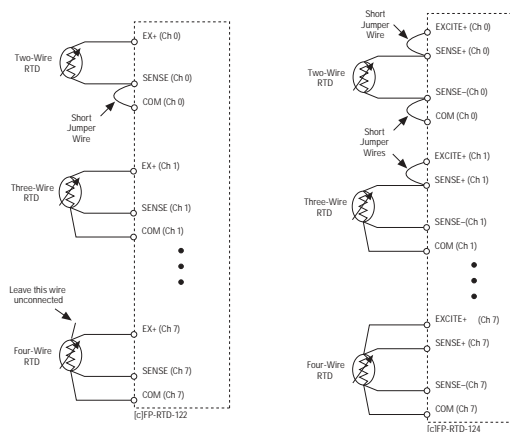 EX+ (Ch 0)
Two-Wire
RTD
SENSE (Ch 0)
COM (Ch 0)
Short
Jumper
Wire
EX+ (Ch 1)
Three-Wire
RTD
SENSE (Ch 1)
COM (Ch 1)
Leave this wire
unconnected
EX+ (Ch 7)
Four-Wire
RTD
SENSE (Ch 7)
COM (Ch 7)
[c]FP-RTD-122
Short
Jumper
Wire
EXCITE+ (Ch 0)
SENSE+ (Ch 0)
Two-Wire
RTD
SENSE–(Ch 0)
COM (Ch 0)
Short
Jumper
Wires
EXCITE+ (Ch 1)
SENSE+ (Ch 1)
Three-Wire
RTD
SENSE–(Ch 1)
COM (Ch 1)
EXCITE+ (Ch 7)
SENSE+ (Ch 7)
Four-Wire
RTD
SENSE–(Ch 7)
COM (Ch 7)
[c]FP-RTD-124